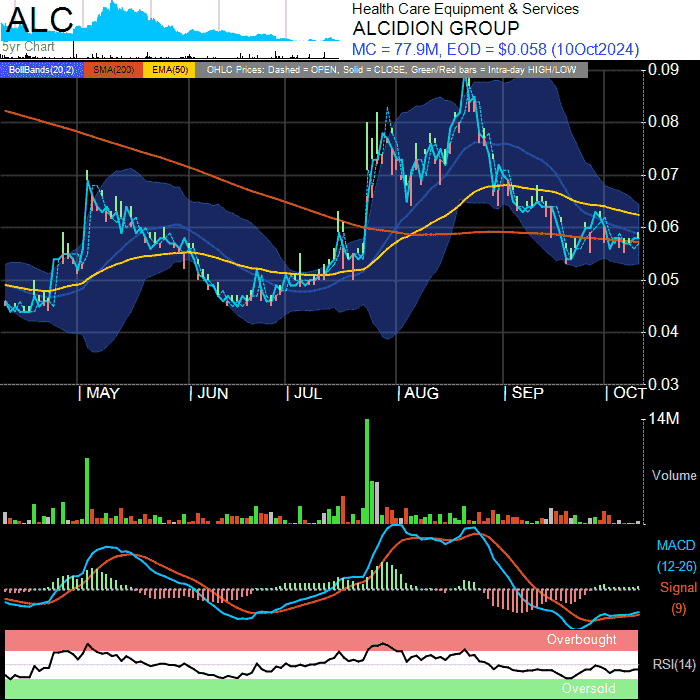 ALC
5yr Chart
Health Care Equipment & Services
ALCIDION GROUP
MC = 77.9M, EOD = $0.058 (10Oct2024)
BollBands(20,2) SMA(200) EMA(50) OHLC Prices: Dashed = OPEN, Solid = CLOSE, Green/Red bars = Intra-day HIGH/LOW
0.09
0.08
0.07
0.06
0.05
0.04
0.03
| MAY | JUN | JUL | AUG | SEP | OCT
14M
Volume
MACD
(12-26)
Signal
(9)
Overbought
RSI(14)
Oversold